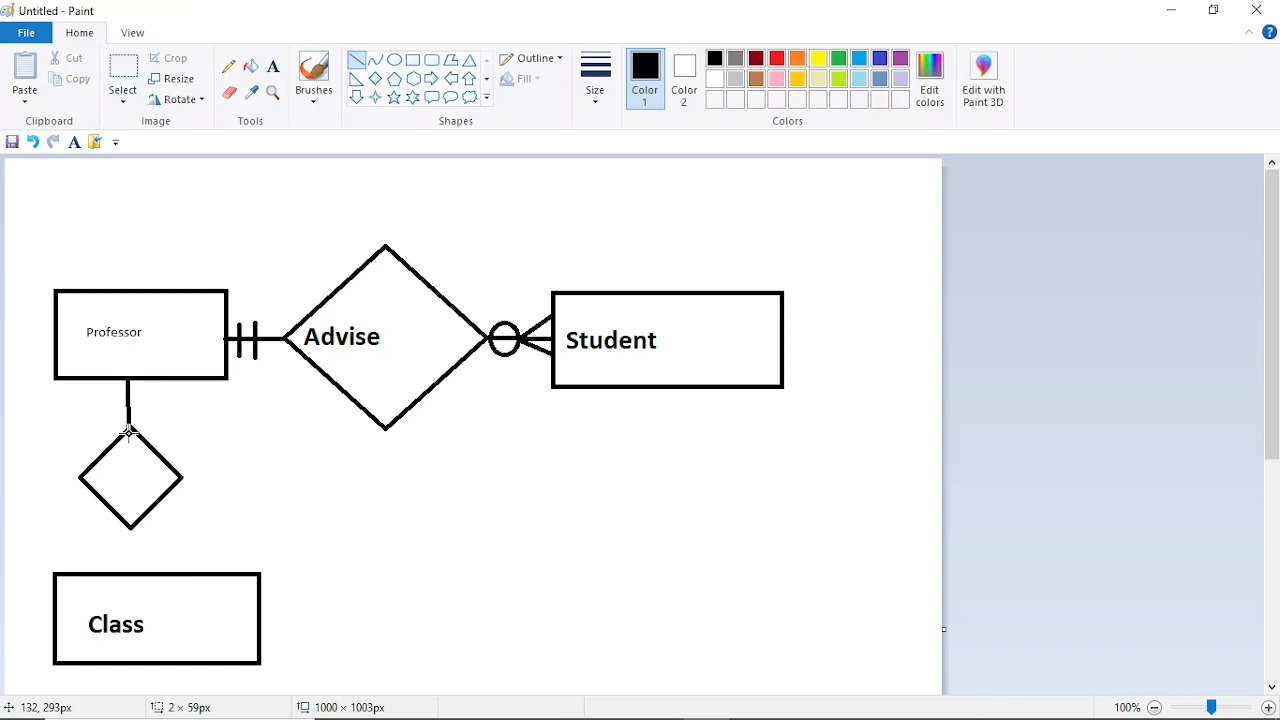 Untitled - Paint
File
Home
View
Paste
Cut
Copy
Clipboard
Select
Crop
Resize
Rotate
Image
A
Tools
Brushes
Outline
Fill
Shapes
Size
Color
1
Color
2
Edit
colors
Edit with
Paint 3D
Colors
A
Professor
Advise
Student
Class
132, 293px
2 × 59px
1000 × 1003px
100%